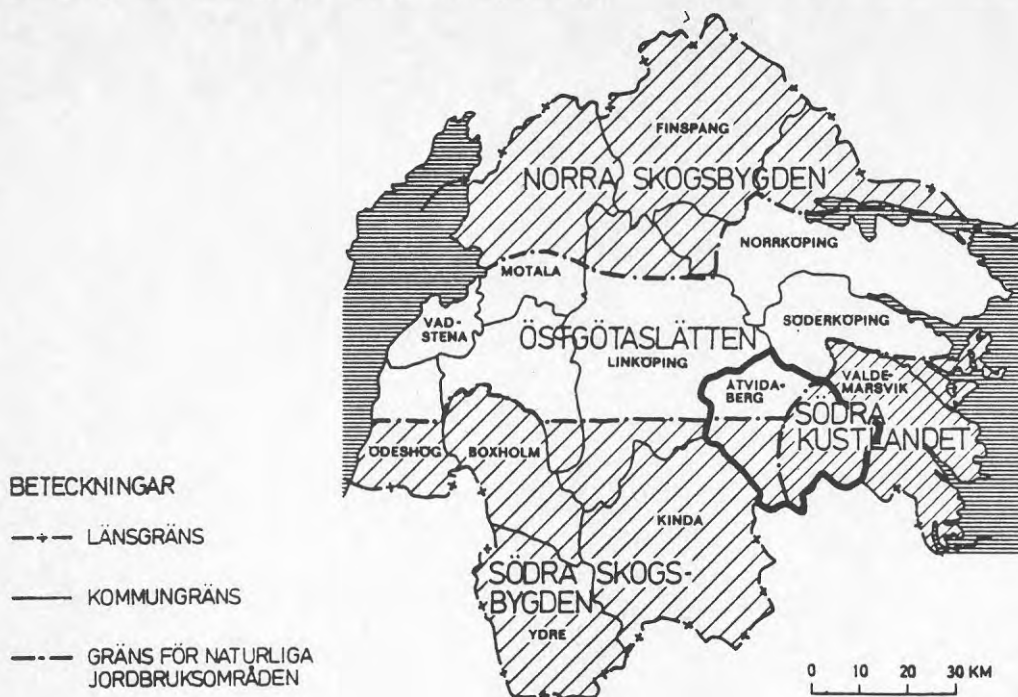 FINSPANG
NORRA SKOGSBYGDEN
NORRKÖPING
MOTALA
VAD-
STENA
SÖDERKÖPING
ÖSTGÖTASLÄTTEN
LINKÖPING
ÅTVIDA-
BERG
VALDE-
MARSVIK
SÖDRA
KUSTLANDET
ÖDESHÖG
BOXHOLM
KINDA
SÖDRA SKOGS-
BYGDEN
YDRE
BETECKNINGAR
LÄNSGRÄNS
KOMMUNGRÄNS
GRÄNS FÖR NATURLIGA
JORDBRUKSOMRÅDEN
0 10 20 30 KM